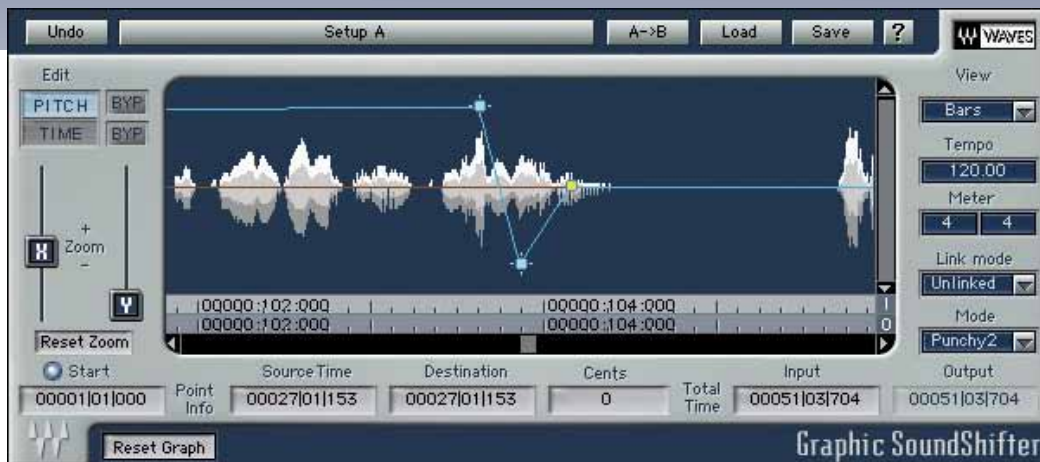 Undo Setup A A->B Load Save ? WAVES
Edit View
PITCH BYP Bars
TIME BYP Tempo
120.00
Meter
4 4
+
X Zoom Link mode
- Unlinked
Y Mode
Reset Zoom Punchy2
00000:102:000 00000:104:000 I
00000:102:000 00000:104:000 O
Start Source Time Destination Cents Input Output
00001|01|000 Point Info 00027|01|153 00027|01|153 0 Total Time 00051|03|704 00051|03|704
Reset Graph Graphic SoundShifter